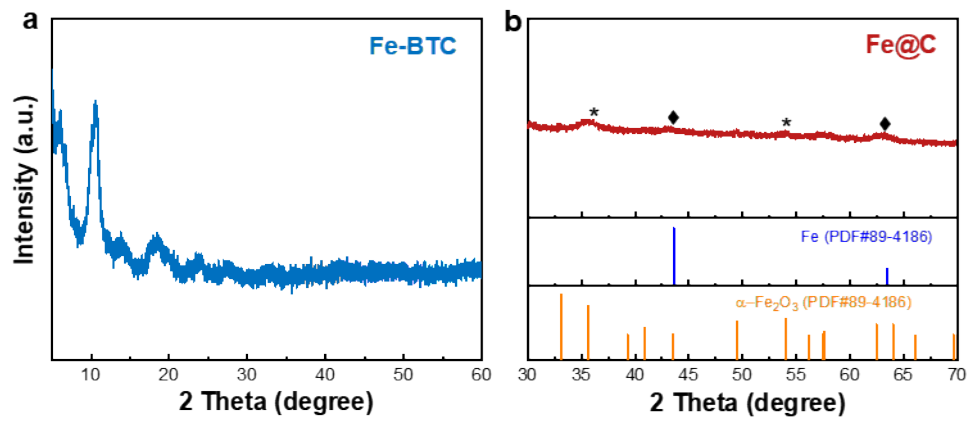 a
Fe-BTC
Intensity (a.u.)
10 20 30 40 50 60
2 Theta (degree)
b
Fe@C
* ♦ * ♦
Fe (PDF#89-4186)
α–Fe₂O₃ (PDF#89-4186)
30 35 40 45 50 55 60 65 70
2 Theta (degree)